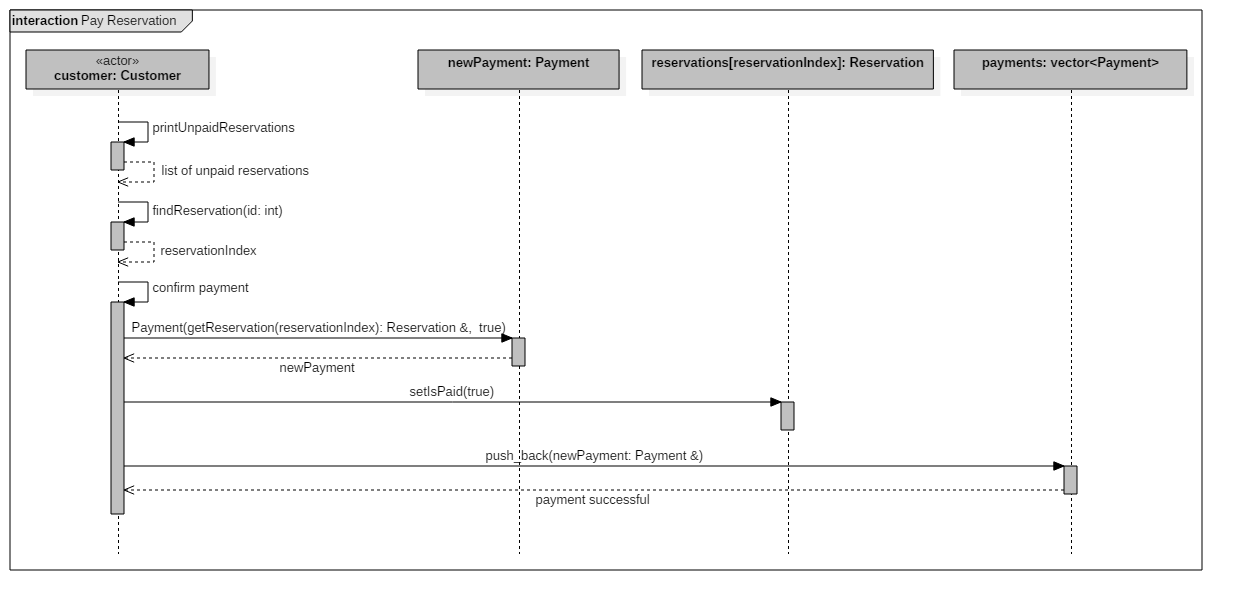 interaction Pay Reservation
«actor»
customer: Customer
newPayment: Payment
reservations[reservationIndex]: Reservation
payments: vector<Payment>
printUnpaidReservations
list of unpaid reservations
findReservation(id: int)
reservationIndex
confirm payment
Payment(getReservation(reservationIndex): Reservation &,  true)
newPayment
setIsPaid(true)
push_back(newPayment: Payment &)
payment successful